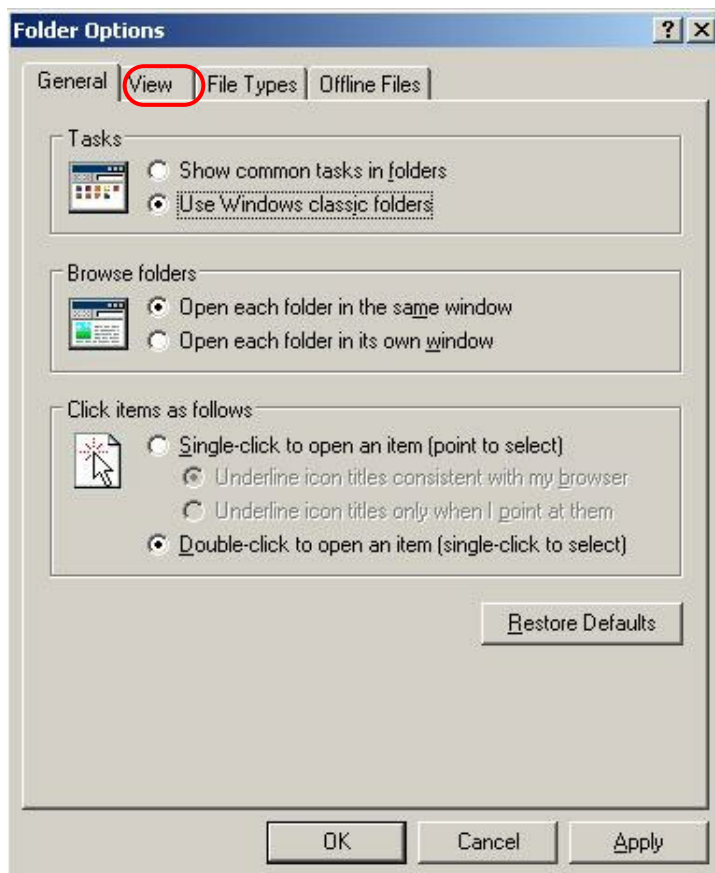 Folder Options
General View File Types Offline Files
Tasks
Show common tasks in folders
Use Windows classic folders
Browse folders
Open each folder in the same window
Open each folder in its own window
Click items as follows
Single-click to open an item (point to select)
Underline icon titles consistent with my browser
Underline icon titles only when I point at them
Double-click to open an item (single-click to select)
Restore Defaults
OK Cancel Apply